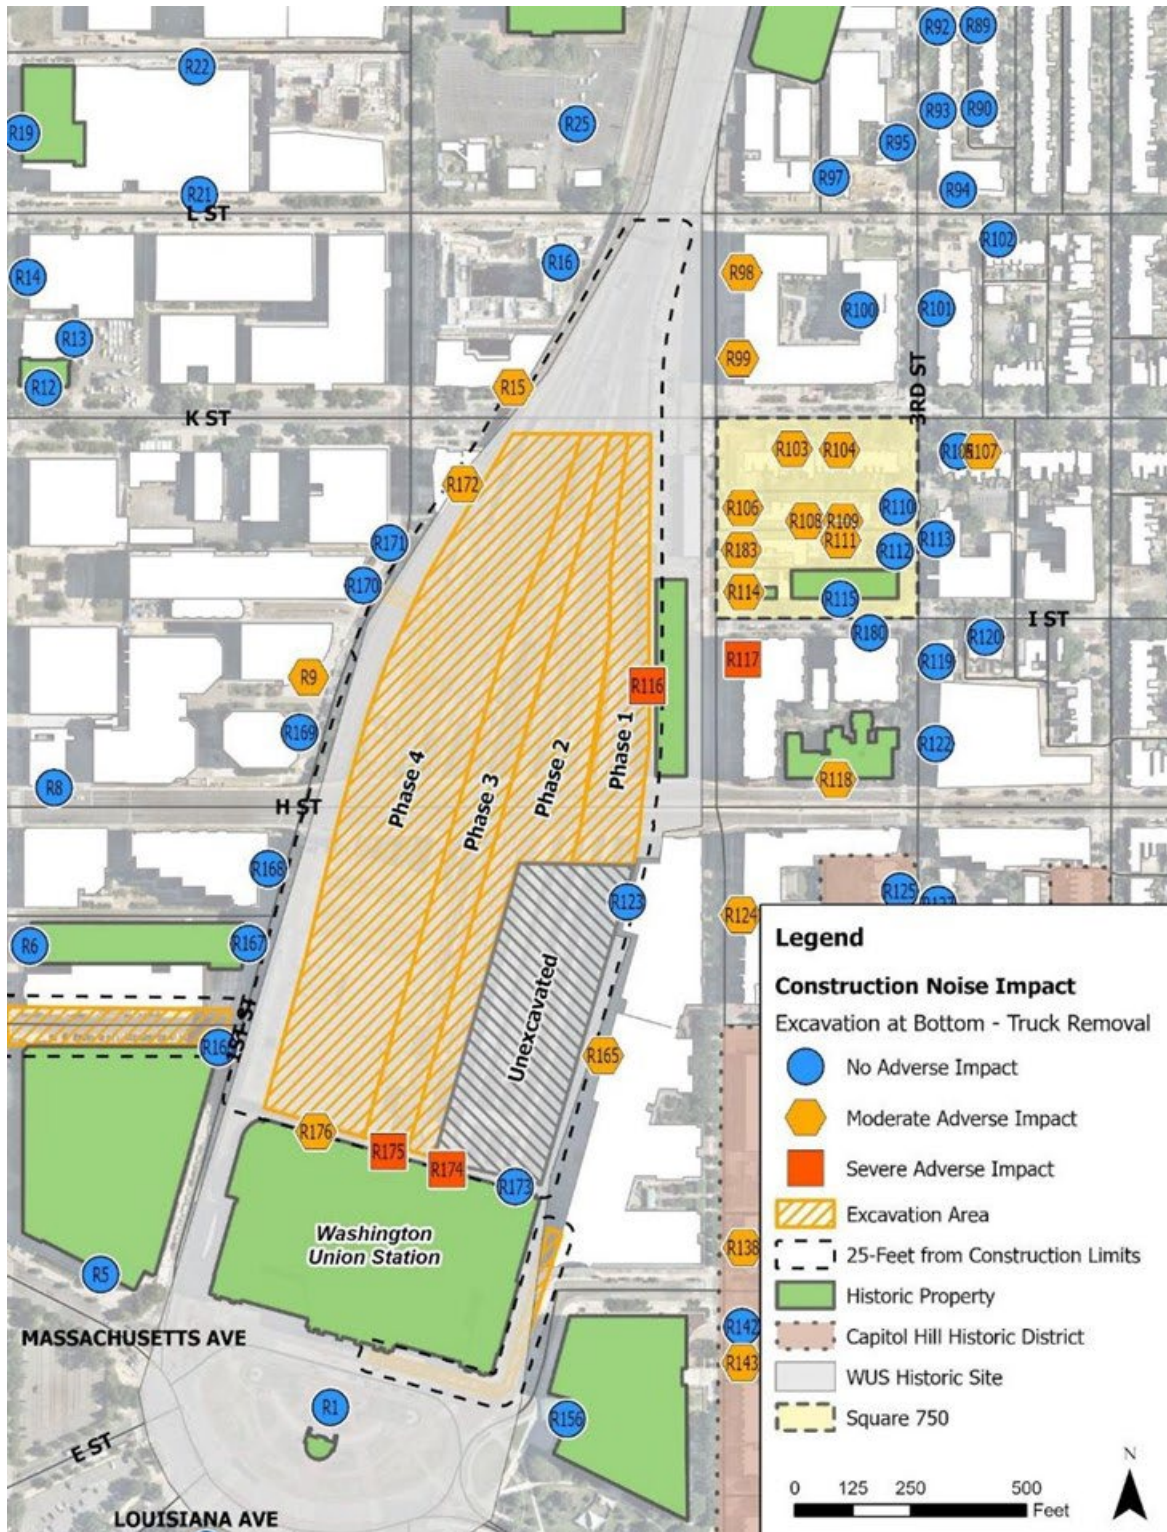 R92
R89
R22
R93
R90
R25
R19
R95
R97
R94
R21
L ST
R102
R16
R98
R14
R100
R101
R13
R99
R12
R15
3RD ST
K ST
R103
R104
R107
R172
R106
R108
R109
R110
R111
R113
R171
R183
R112
R170
R114
R115
I ST
R180
R120
R117
R119
R9
R116
R169
R122
Phase 4
Phase 3
Phase 2
Phase 1
R118
R8
H ST
R168
R125
R123
R124
R6
R167
Unexcavated
1ST ST
R165
R176
R175
R174
R173
Washington
Union Station
R138
R5
R142
MASSACHUSETTS AVE
R143
R1
R156
E ST
LOUISIANA AVE
Legend
Construction Noise Impact
Excavation at Bottom - Truck Removal
No Adverse Impact
Moderate Adverse Impact
Severe Adverse Impact
Excavation Area
25-Feet from Construction Limits
Historic Property
Capitol Hill Historic District
WUS Historic Site
Square 750
N
0 125 250 500
Feet